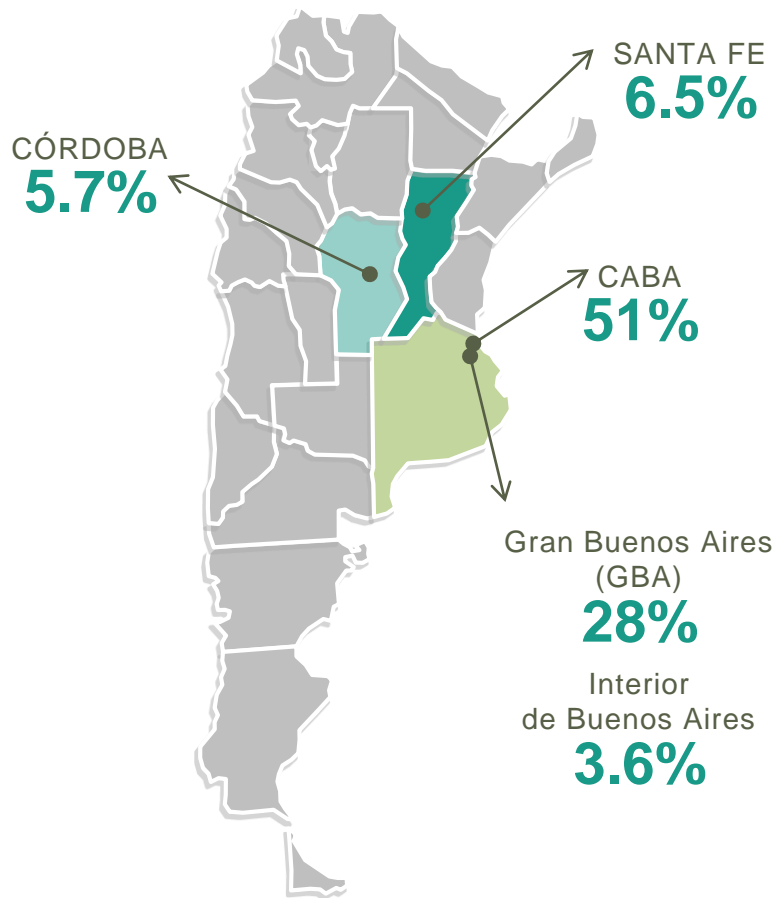 SANTA FE
6.5%
CÓRDOBA
5.7%
CABA
51%
Gran Buenos Aires
(GBA)
28%
Interior
de Buenos Aires
3.6%